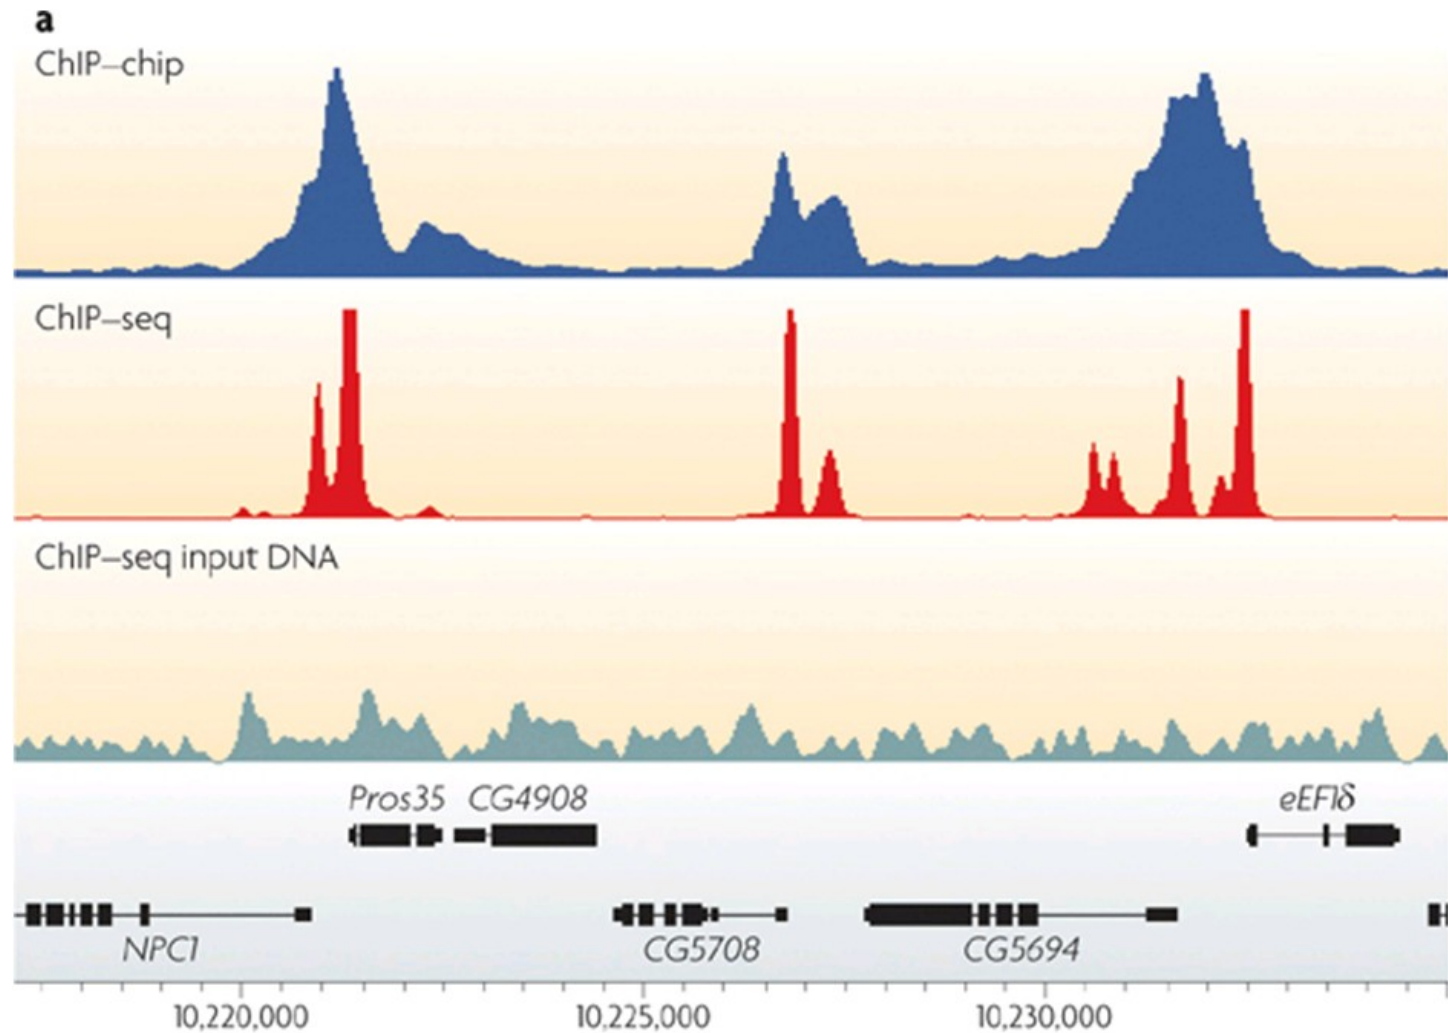 a
ChIP–chip
ChIP–seq
ChIP–seq input DNA
Pros35 CG4908 eEF1δ
NPC1 CG5708 CG5694
10,220,000 10,225,000 10,230,000